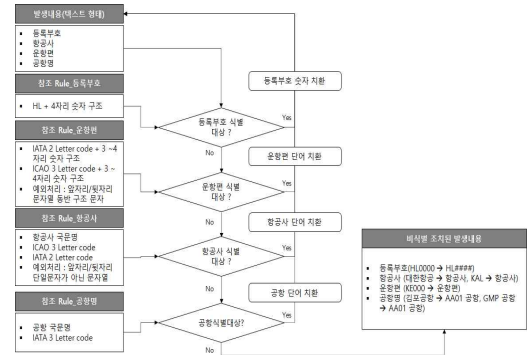 발생내용(텍스트 형태)
▪ 등록부호
▪ 항공사
▪ 운항편
▪ 공항명
참조 Rule_등록부호
▪ HL + 4자리 숫자 구조
참조 Rule_운항편
▪ IATA 2 Letter code + 3 ~4
자리 숫자 구조
▪ ICAO 3 Letter code + 3 ~
4자리 숫자 구조
▪ 예외처리 : 앞자리/뒷자리
문자열 동반 구조 문자
참조 Rule_항공사
▪ 항공사 국문명
▪ ICAO 3 Letter code
▪ IATA 2 Letter code
▪ 예외처리 : 앞자리/뒷자리
단일문자가 아닌 문자열
참조 Rule_공항명
▪ 공항 국문명
▪ IATA 3 Letter code
등록부호 숫자 치환
등록부호 식별
대상 ?
Yes
No
운항편 단어 치환
운항편 식별
대상 ?
Yes
No
항공사 단어 치환
항공사 식별
대상 ?
Yes
No
공항 단어 치환
공항식별대상?
Yes
No
비식별 조치된 발생내용
▪ 등록부호(HL0000 → HL####)
▪ 항공사 (대한항공 → 항공사, KAL → 항공사)
▪ 운항편 (KE000 → 운항편)
▪ 공항명 (김포공항 → AA01 공항, GMP 공항
→ AA01 공항)